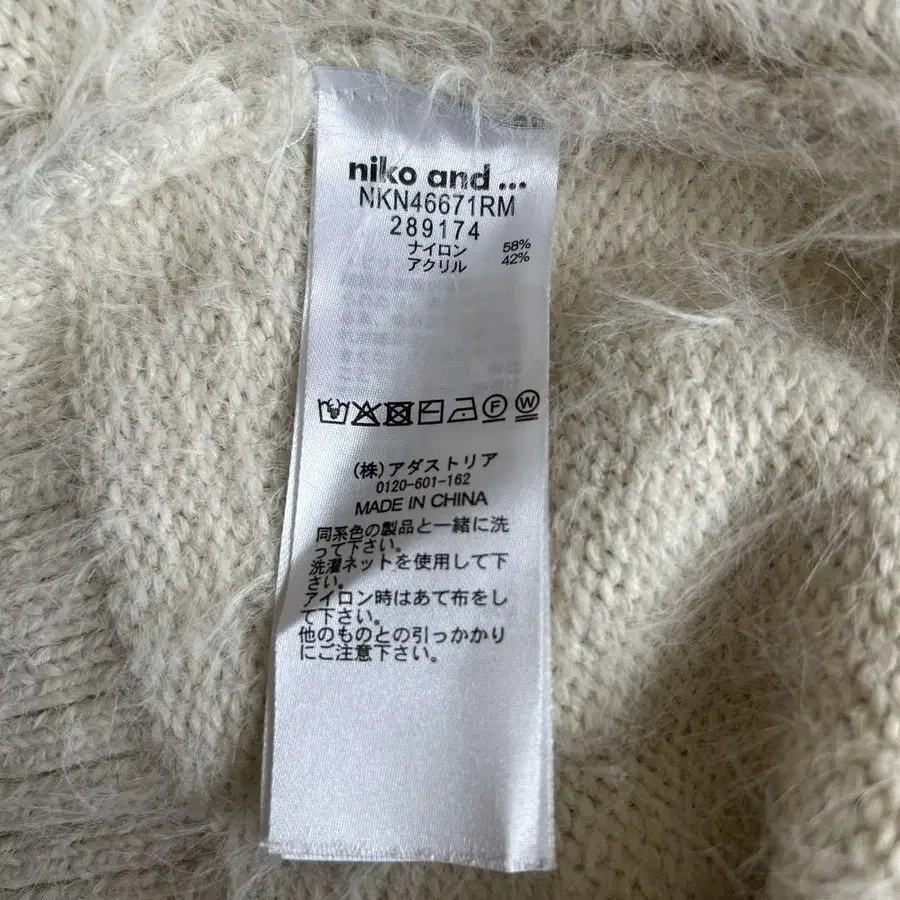 niko and ...
NKN46671RM
289174
ナイロン 58%
アクリル 42%
F W
(株)アダストリア
0120-601-162
MADE IN CHINA
同系色の製品と一緒に洗
って下さい。
洗濯ネットを使用して下
さい。
アイロン時はあて布をし
て下さい。
他のものとの引っかかり
にご注意下さい。